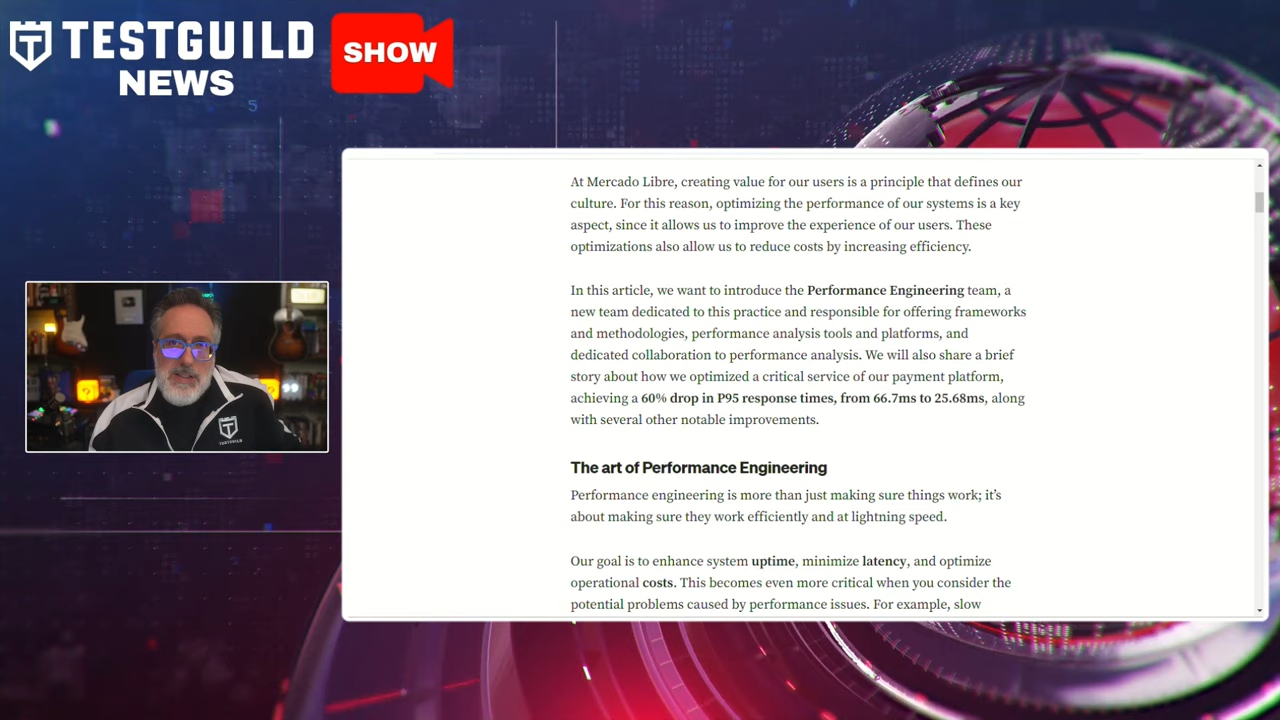 TESTGUILD
NEWS
SHOW
5
At Mercado Libre, creating value for our users is a principle that defines our
culture. For this reason, optimizing the performance of our systems is a key
aspect, since it allows us to improve the experience of our users. These
optimizations also allow us to reduce costs by increasing efficiency.
In this article, we want to introduce the Performance Engineering team, a
new team dedicated to this practice and responsible for offering frameworks
and methodologies, performance analysis tools and platforms, and
dedicated collaboration to performance analysis. We will also share a brief
story about how we optimized a critical service of our payment platform,
achieving a 60% drop in P95 response times, from 66.7ms to 25.68ms, along
with several other notable improvements.
The art of Performance Engineering
Performance engineering is more than just making sure things work; it’s
about making sure they work efficiently and at lightning speed.
Our goal is to enhance system uptime, minimize latency, and optimize
operational costs. This becomes even more critical when you consider the
potential problems caused by performance issues. For example, slow
TESTGUILD